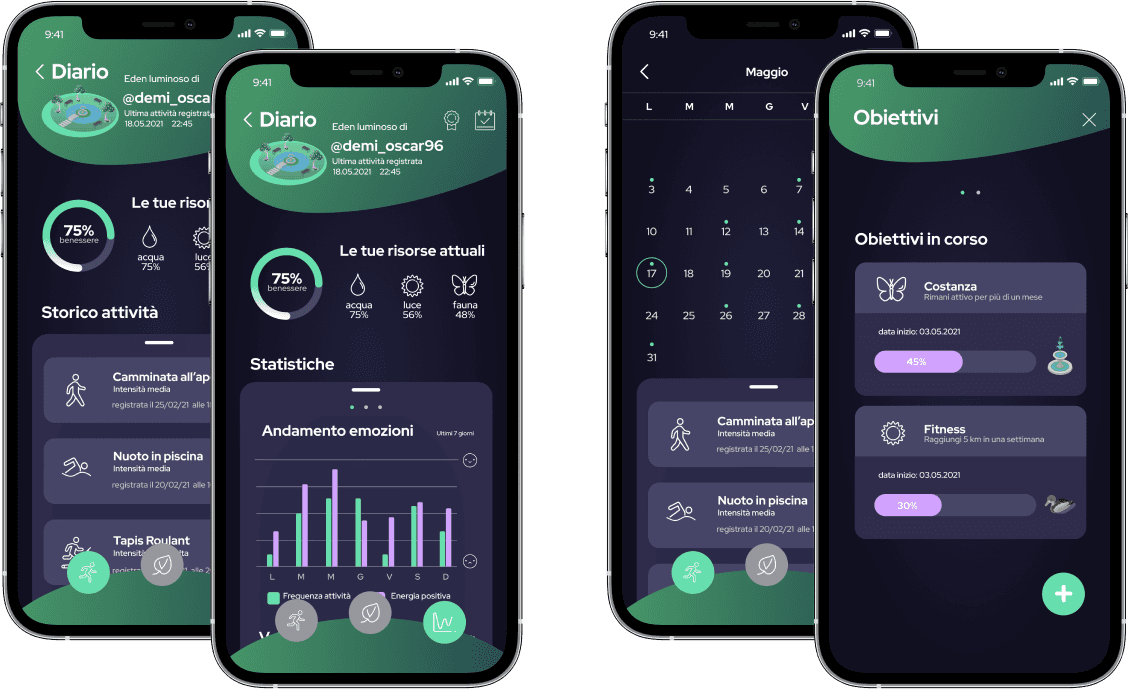 9:41
Diario
Eden luminoso di
@demi_osca
Ultima attività registrat
18.05.2021 22:45
75%
benessere
Le tue risor
acqua
75%
luce
56%
Storico attività
Camminata all'ap
Intensità media
registrata il 25/02/21 alle 18
Nuoto in piscina
Intensità media
registrata il 20/02/21 alle 1
Tapis Roulant
9:41
Diario
Eden luminoso di
@demi_oscar96
Ultima attività registrata
18.05.2021 22:45
75%
benessere
Le tue risorse attuali
acqua
75%
luce
56%
fauna
48%
Statistiche
Andamento emozioni
Ultimi 7 giorni
L M M G V S D
Frequenza attività
Energia positiva
9:41
Maggio
L M M G V
3 4 5 6 7
10 11 12 13 14
17 18 19 20 21
24 25 26 27 28
31
Camminata all'ap
Intensità media
registrata il 25/02/21 alle 1
Nuoto in piscina
Intensità media
registrata il 20/02/21 alle 1
9:41
Obiettivi
Obiettivi in corso
Costanza
Rimani attivo per più di un mese
data inizio: 03.05.2021
45%
Fitness
Raggiungi 5 km in una settimana
data inizio: 03.05.2021
30%